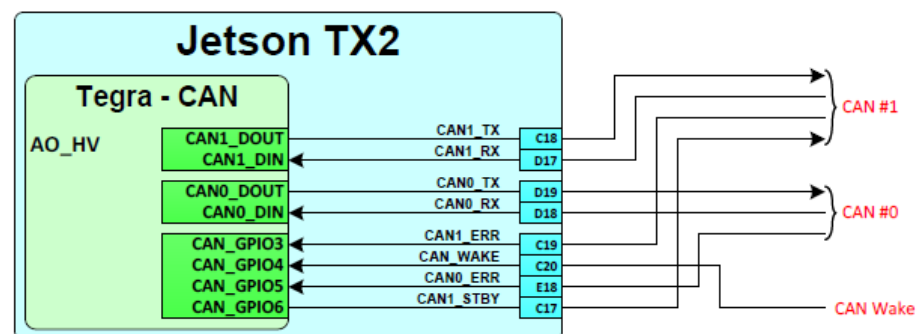 Jetson TX2
Tegra - CAN
AO_HV
CAN1_DOUT CAN1_TX C18
CAN1_DIN CAN1_RX D17
CAN #1
CAN0_DOUT CAN0_TX D19
CAN0_DIN CAN0_RX D18
CAN #0
CAN_GPIO3 CAN1_ERR C19
CAN_GPIO4 CAN_WAKE C20
CAN_GPIO5 CAN0_ERR E18
CAN_GPIO6 CAN1_STBY C17
CAN Wake